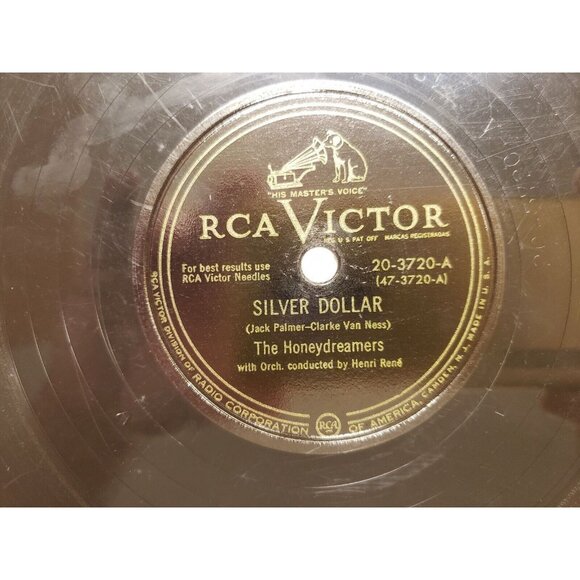 "HIS MASTER'S VOICE"
RCA VICTOR
REG. U S PAT OFF MARCAS REGISTRADAS
For best results use
RCA Victor Needles
20-3720-A
(47-3720-A)
SILVER DOLLAR
(Jack Palmer–Clarke Van Ness)
The Honeydreamers
with Orch. conducted by Henri René
RCA VICTOR DIVISION OF RADIO CORPORATION OF AMERICA, CAMDEN, N. J. MADE IN U. S. A.
RCA